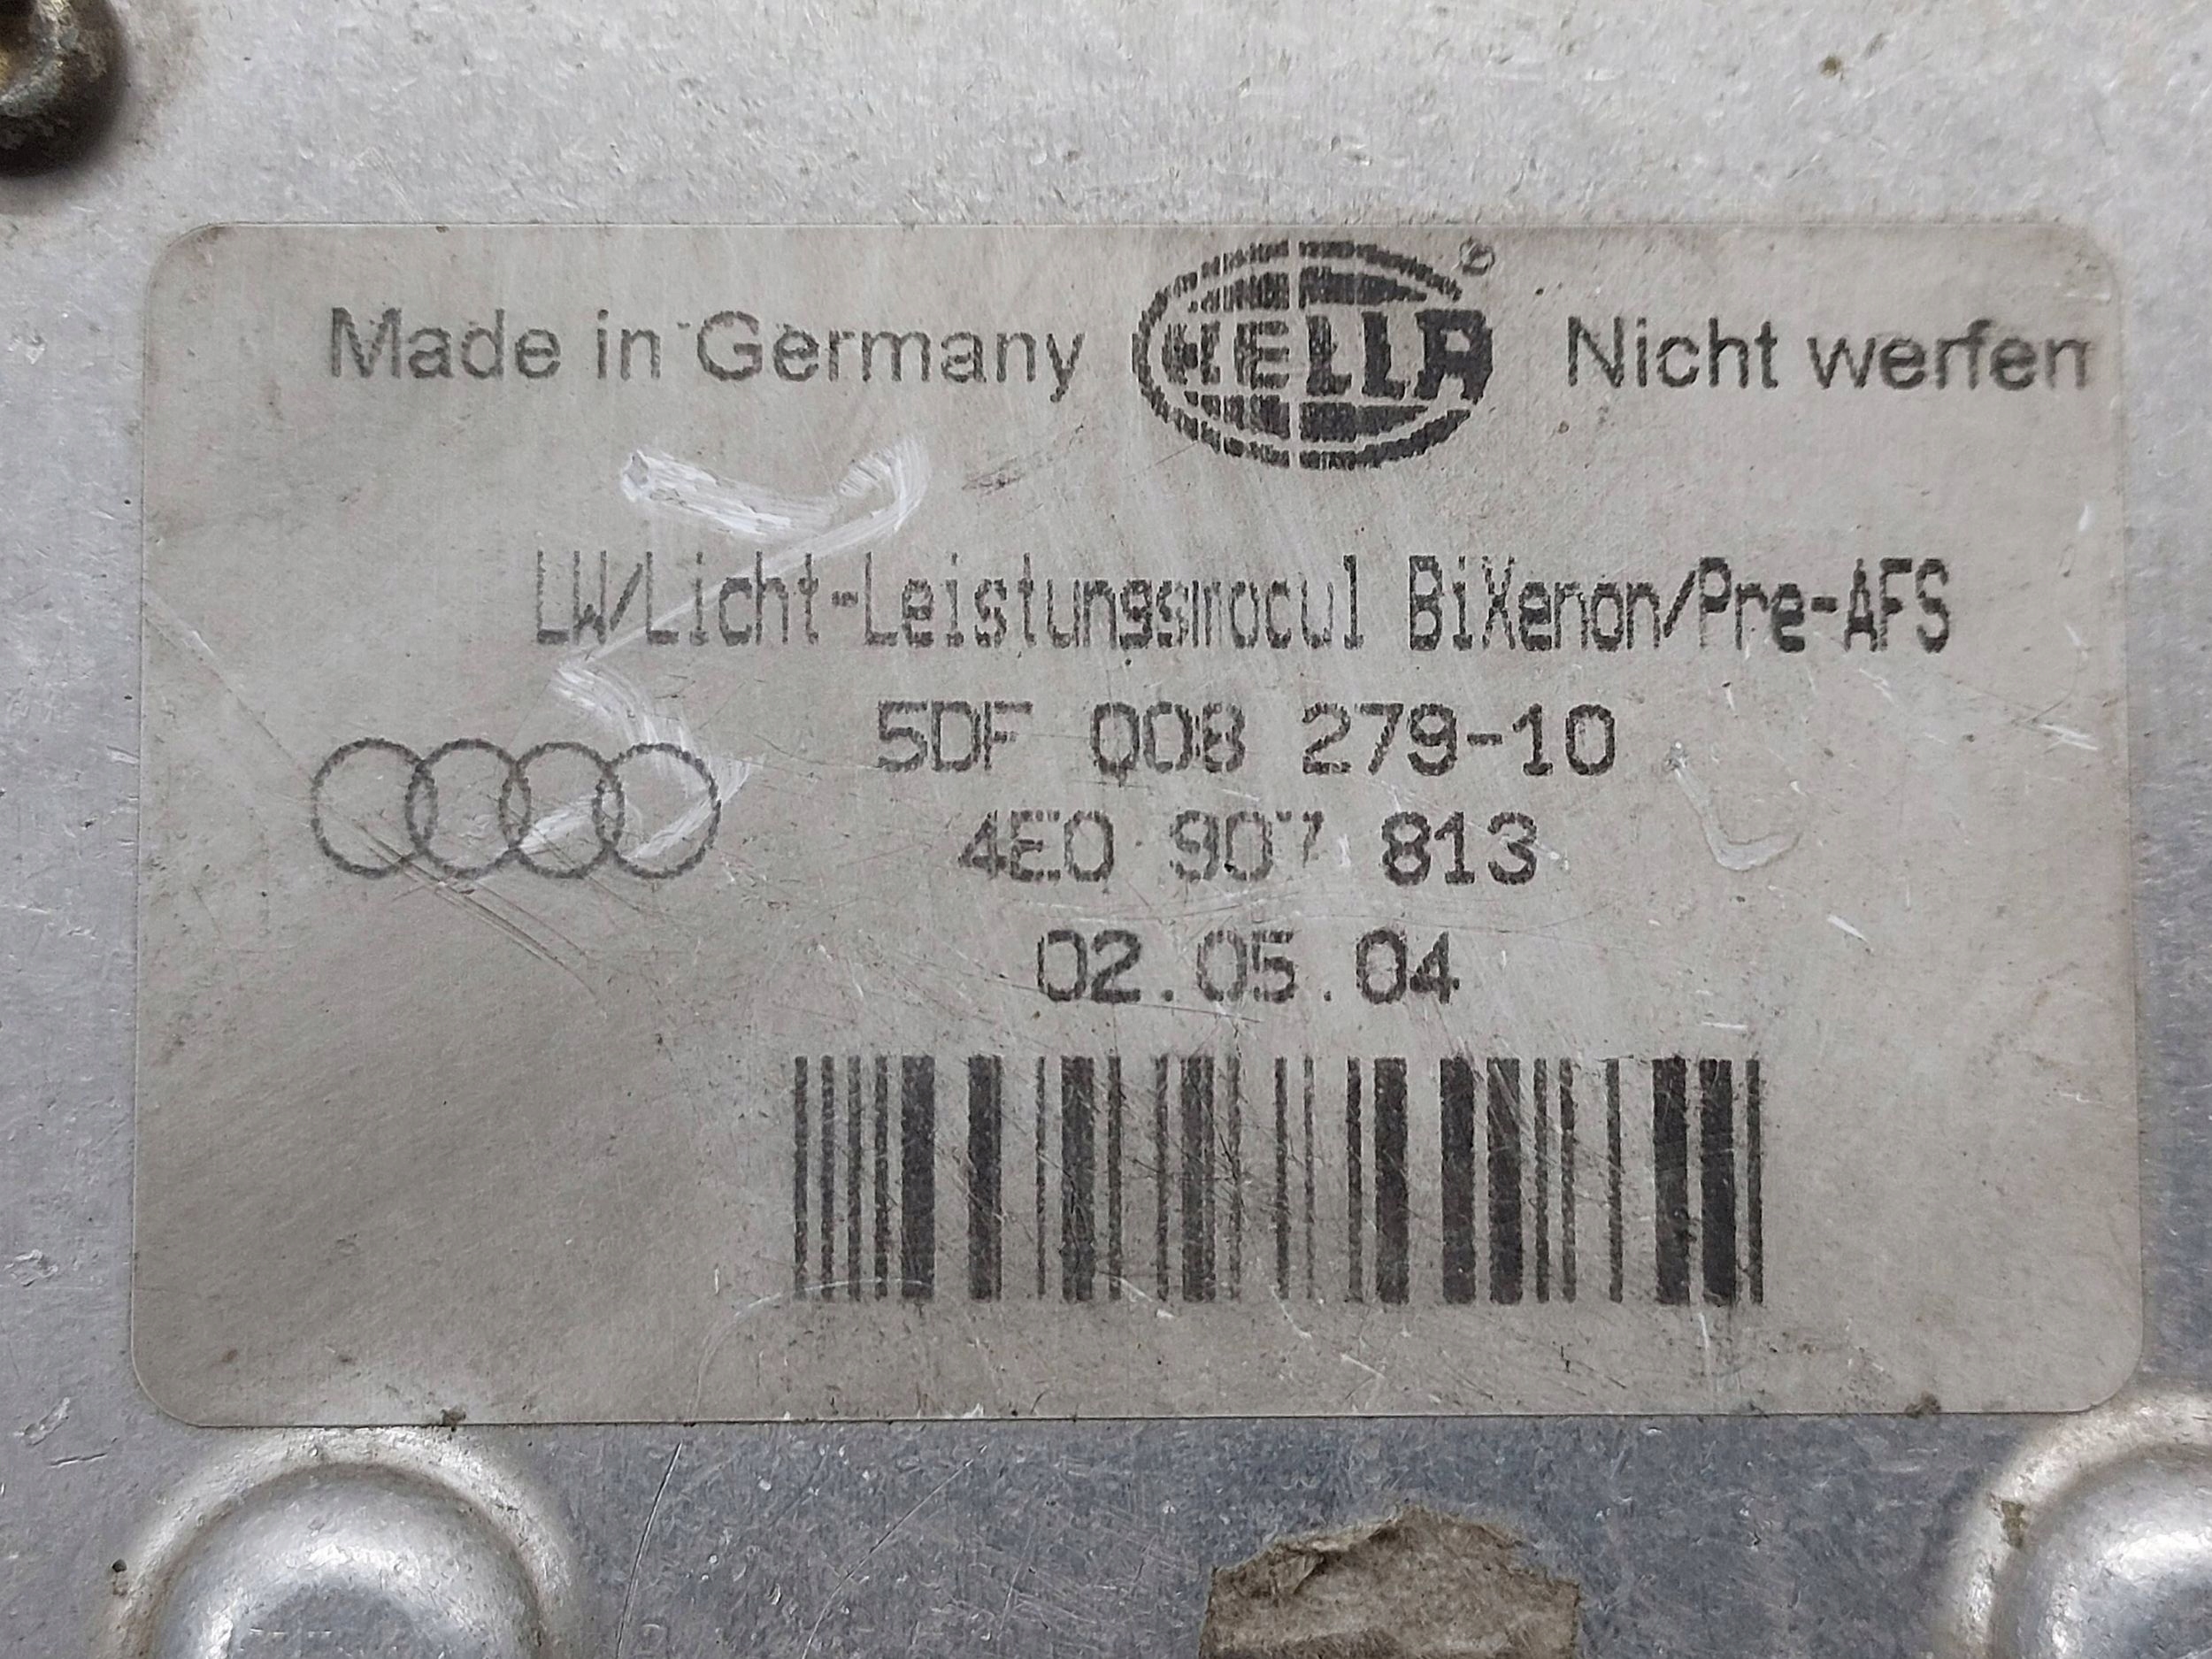 Made in Germany HELLA® Nicht werfen
LW/Licht-Leistungsmodul BiXenon/Pre-AFS
5DF 008 279-10
4E0 907 813
02.05.04